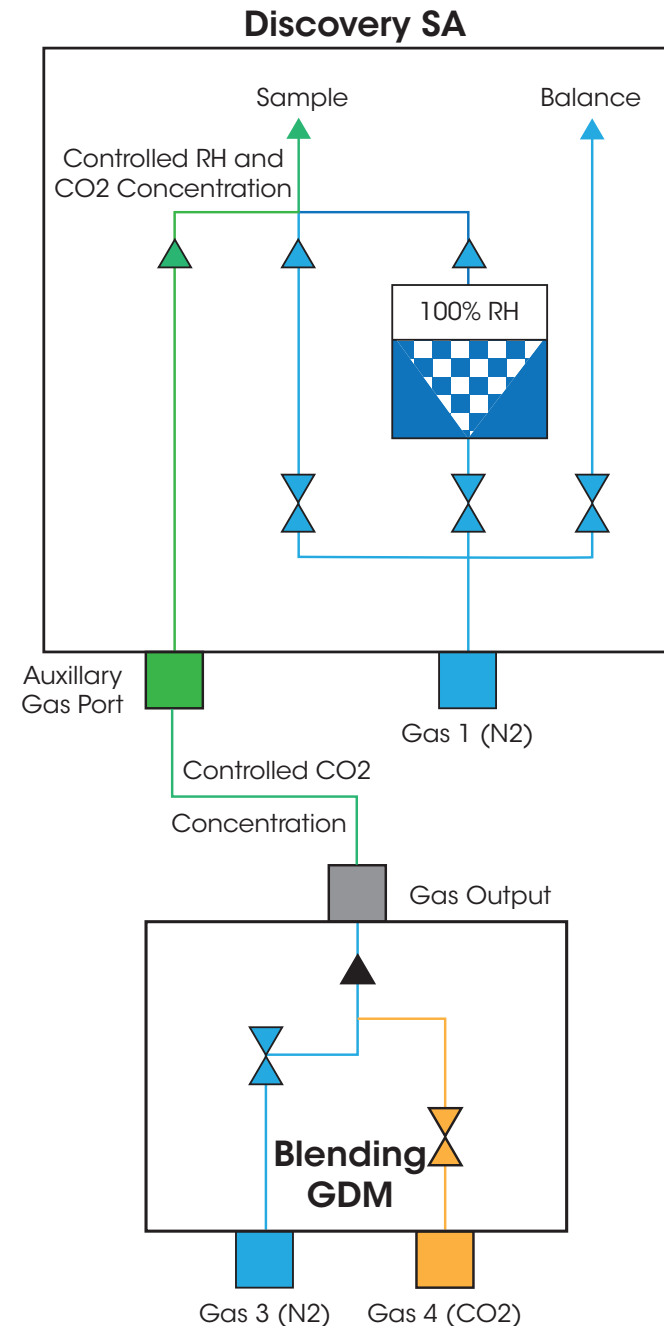 Discovery SA
Sample
Balance
Controlled RH and
CO2 Concentration
100% RH
Auxillary
Gas Port
Gas 1 (N2)
Controlled CO2
Concentration
Gas Output
Blending
GDM
Gas 3 (N2)
Gas 4 (CO2)